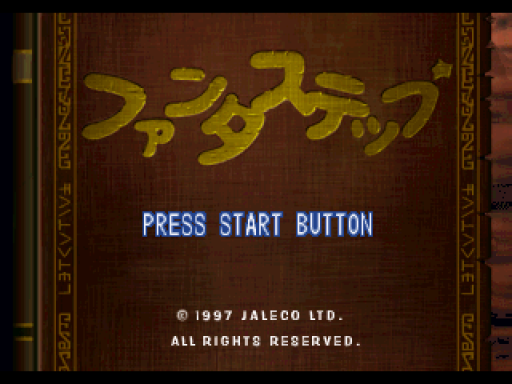 ファンタステップ
PRESS START BUTTON
© 1997 JALECO LTD.
ALL RIGHTS RESERVED.